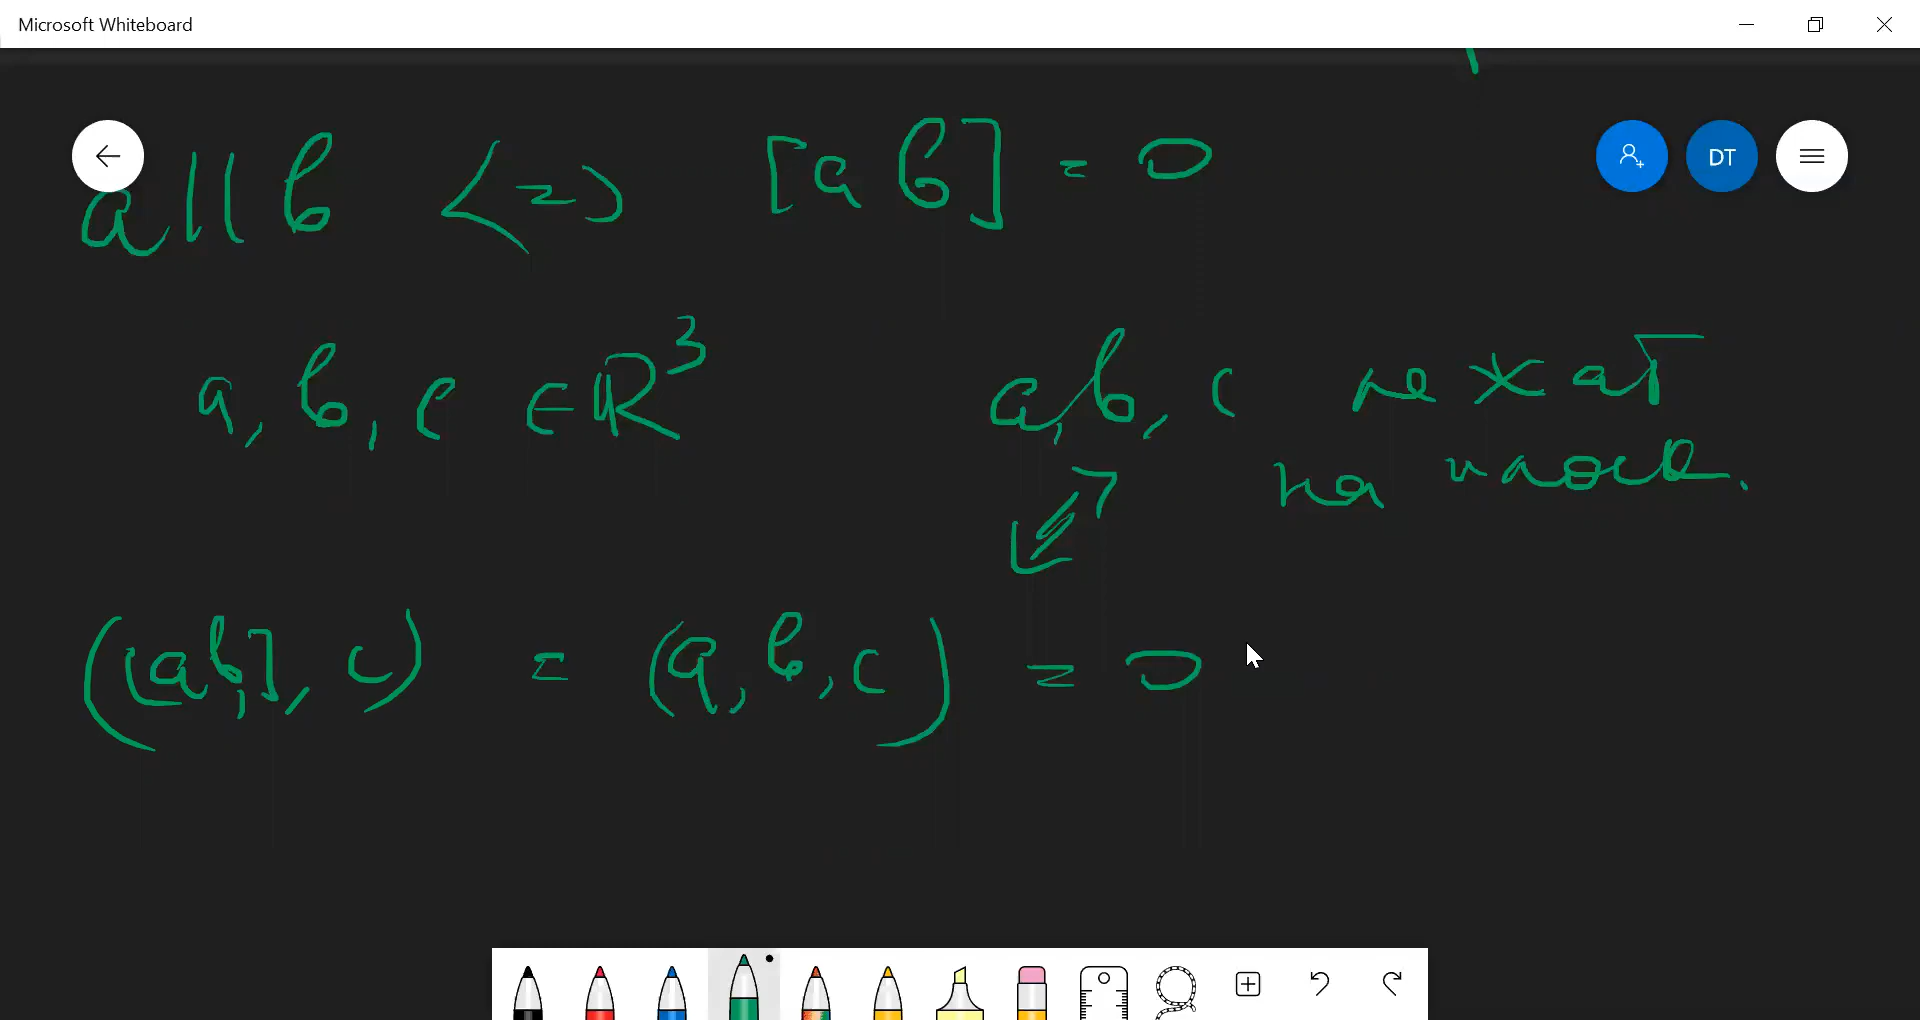 Microsoft Whiteboard
DT
a || b <=> [a b] = 0
a, b, c ∈ ℝ³
a, b, c лежат
на плоск.
([a, b], c) = (a, b, c) = 0